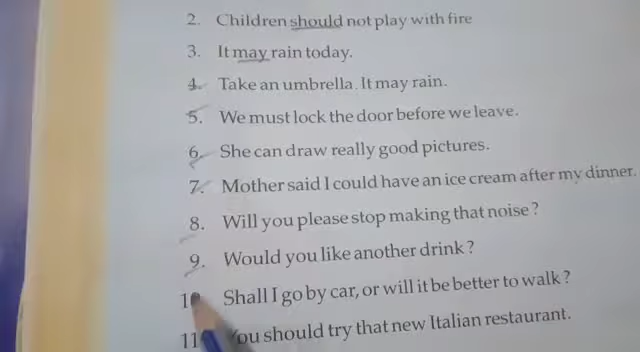 2. Children should not play with fire
3. It may rain today.
4. Take an umbrella. It may rain.
5. We must lock the door before we leave.
6. She can draw really good pictures.
7. Mother said I could have an ice cream after my dinner.
8. Will you please stop making that noise?
9. Would you like another drink?
10 Shall I go by car, or will it be better to walk?
11 You should try that new Italian restaurant.